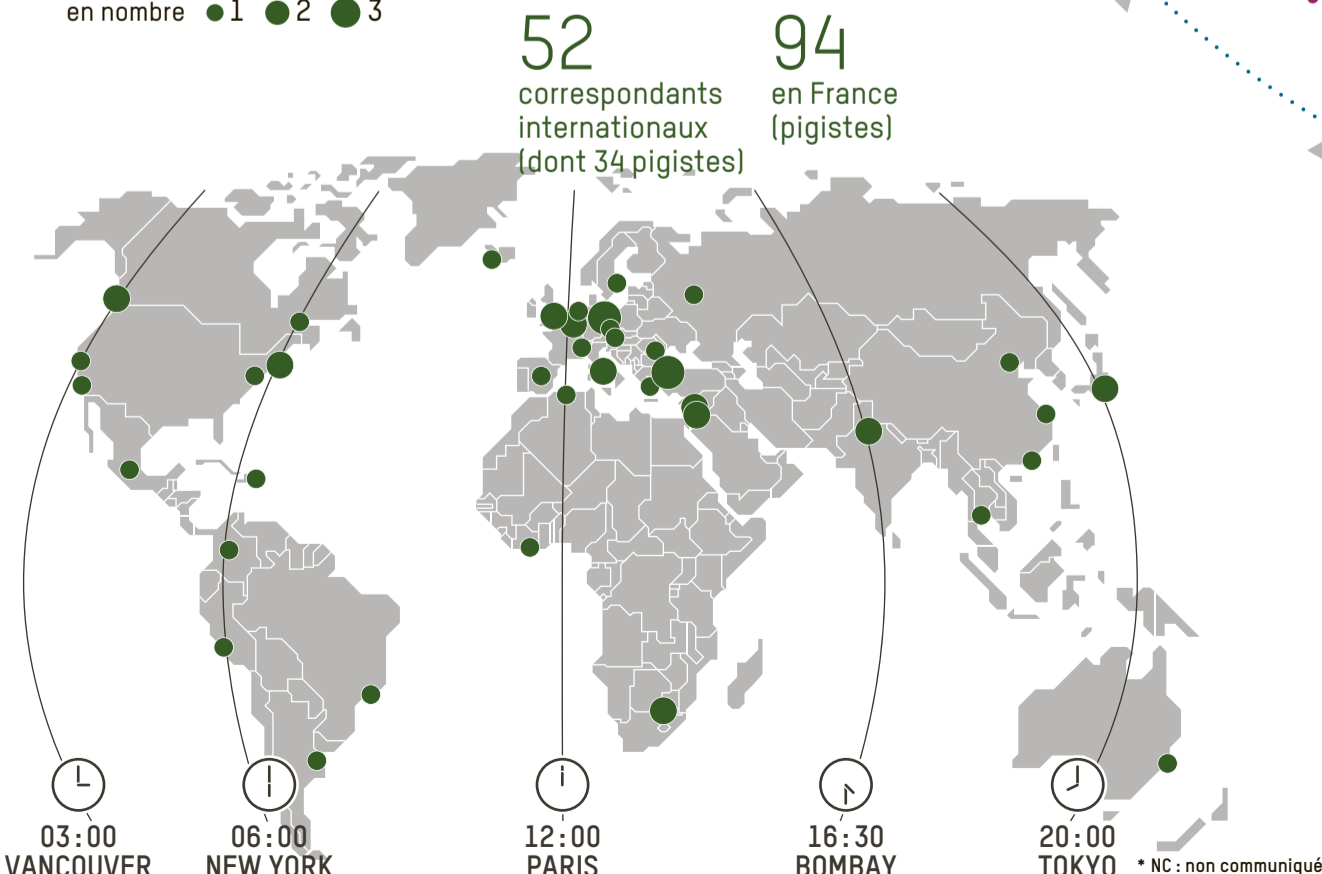 en nombre 1 2 3
52
correspondants
internationaux
(dont 34 pigistes)
94
en France
(pigistes)
03:00
VANCOUVER
06:00
NEW YORK
12:00
PARIS
16:30
BOMBAY
20:00
TOKYO
* NC : non communiqué